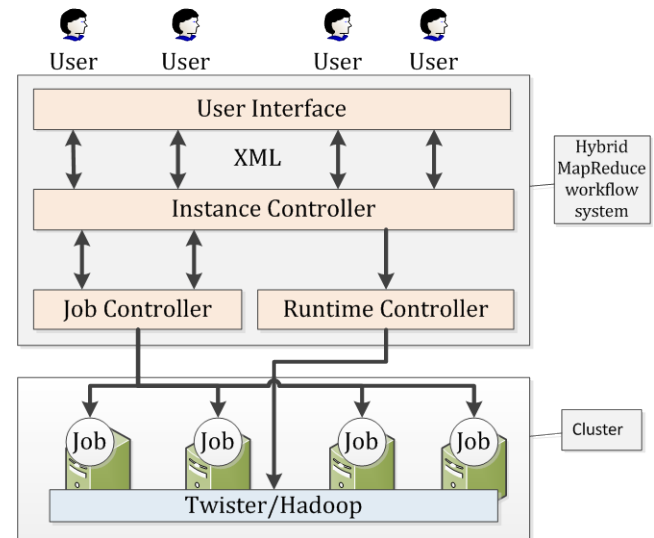 User User User User
User Interface
XML
Hybrid
MapReduce
workflow
system
Instance Controller
Job Controller Runtime Controller
Job Job Job Job
Cluster
Twister/Hadoop